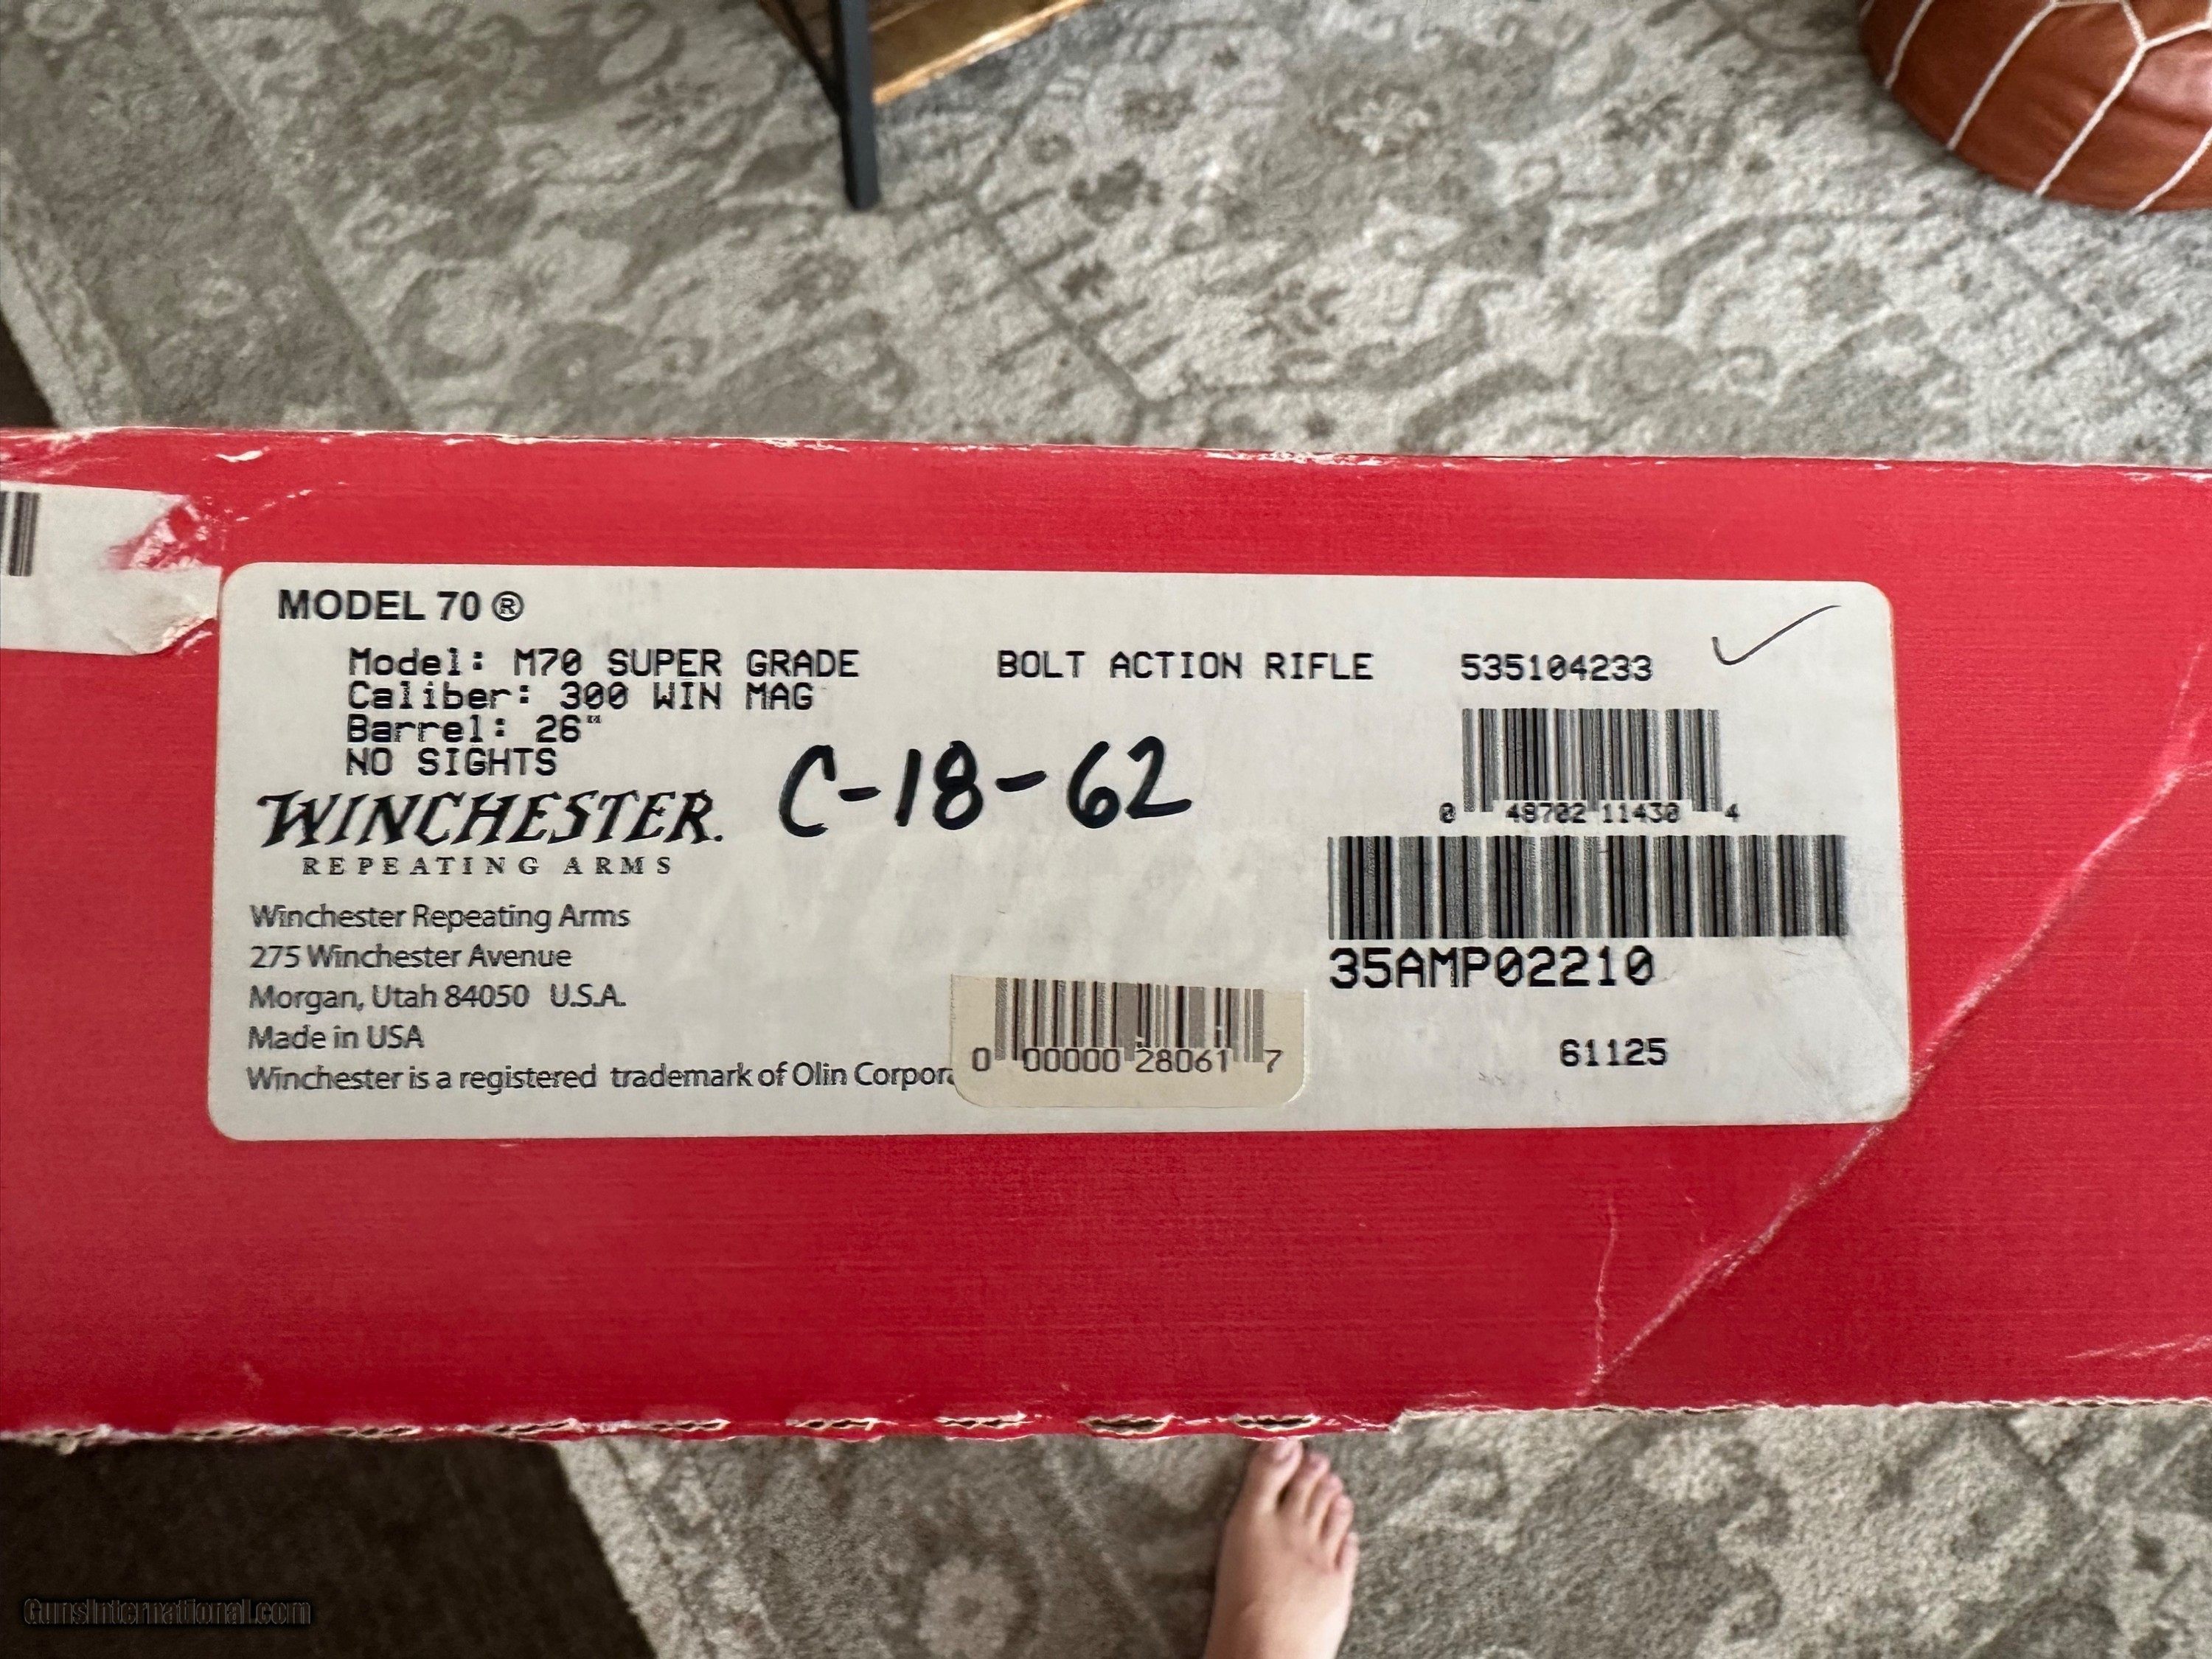 MODEL 70 ®
Model: M70 SUPER GRADE BOLT ACTION RIFLE 535104233
Caliber: 300 WIN MAG
Barrel: 26"
NO SIGHTS
C-18-62
0 48702 11430 4
WINCHESTER.
REPEATING ARMS
35AMP02210
Winchester Repeating Arms
275 Winchester Avenue
Morgan, Utah 84050 U.S.A.
Made in USA
61125
Winchester is a registered trademark of Olin Corpora
0 00000 28061 7
GunsInternational.com